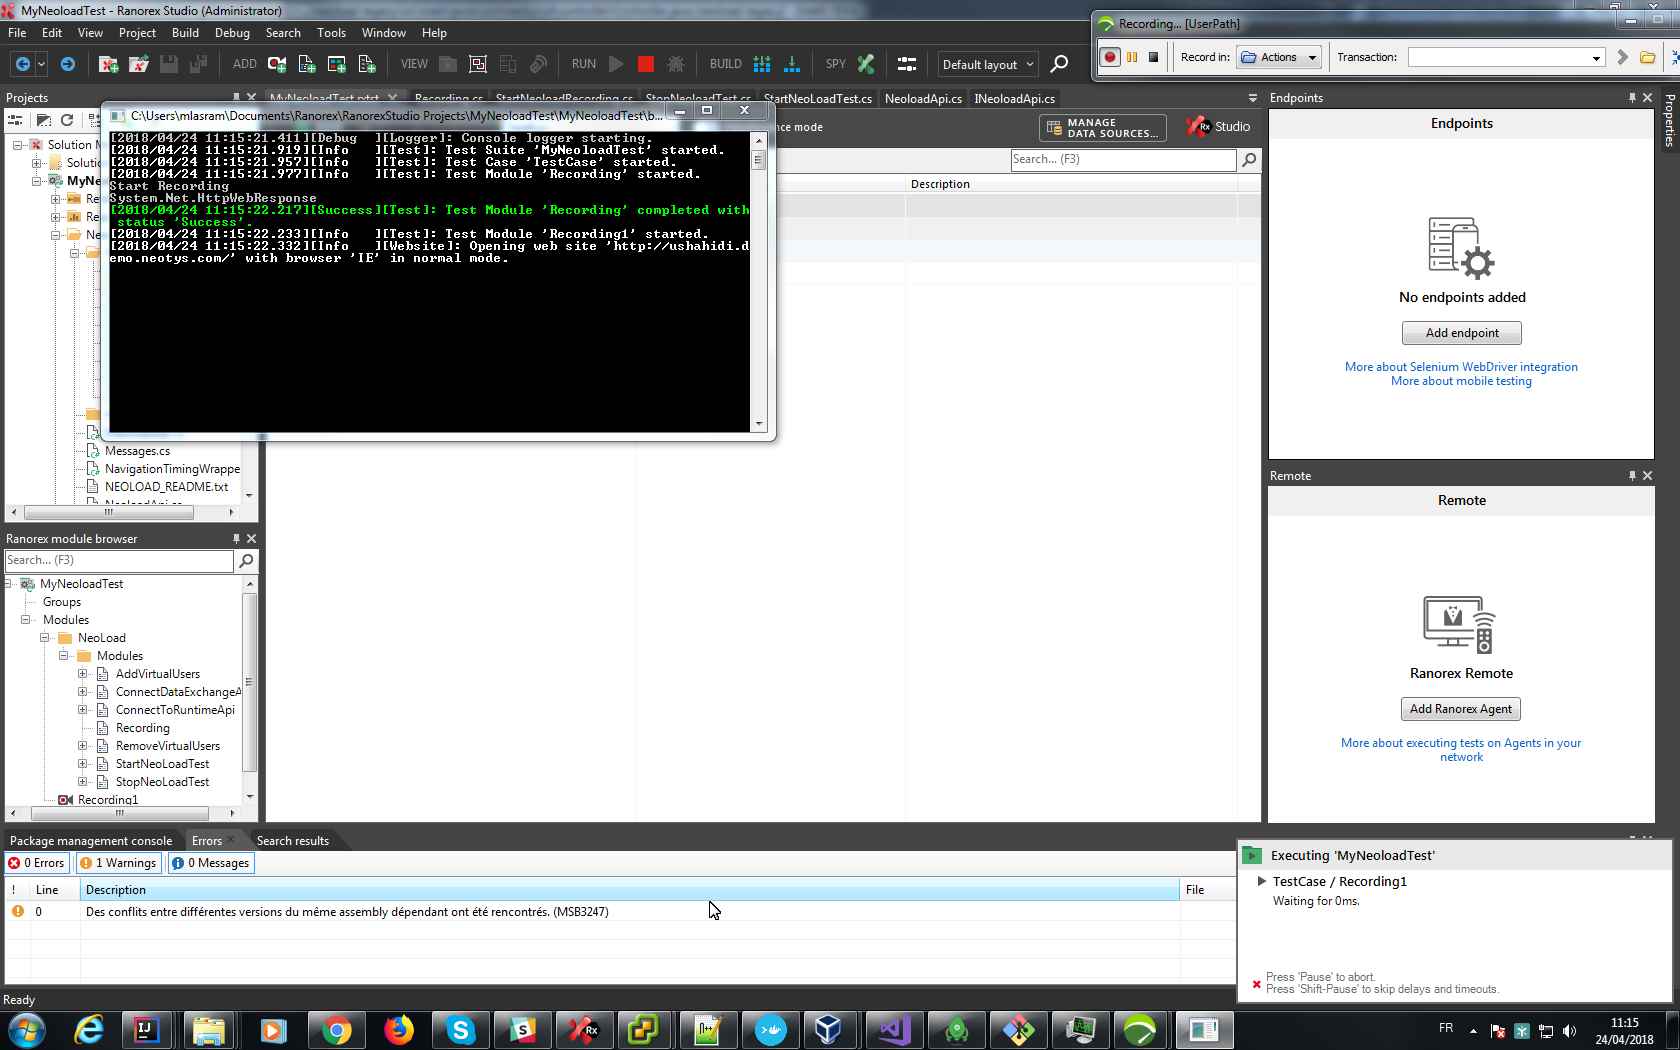 MyNeoloadTest - Ranorex Studio (Administrator)
File Edit View Project Build Debug Search Tools Window Help
ADD VIEW RUN BUILD SPY Default layout
Recording... [UserPath]
Record in: Actions Transaction:
Projects
MyNeoloadTest.rxtst Recording.cs StartNeoloadRecording.cs StopNeoloadTest.cs StartNeoLoadTest.cs NeoloadApi.cs INeoloadApi.cs
C:\Users\mlasram\Documents\Ranorex\RanorexStudio Projects\MyNeoloadTest\MyNeoloadTest\b...
[2018/04/24 11:15:21.411][Debug   ][Logger]: Console logger starting.
[2018/04/24 11:15:21.919][Info    ][Test]: Test Suite 'MyNeoloadTest' started.
[2018/04/24 11:15:21.957][Info    ][Test]: Test Case 'TestCase' started.
[2018/04/24 11:15:21.977][Info    ][Test]: Test Module 'Recording' started.
Start Recording
System.Net.HttpWebResponse
[2018/04/24 11:15:22.217][Success][Test]: Test Module 'Recording' completed with
status 'Success'.
[2018/04/24 11:15:22.233][Info    ][Test]: Test Module 'Recording1' started.
[2018/04/24 11:15:22.332][Info    ][Website]: Opening web site 'http://ushahidi.d
emo.neotys.com/' with browser 'IE' in normal mode.
Solution M
Soluti
MyNe
Re
Re
Ne
Messages.cs
NavigationTimingWrappe
NEOLOAD_README.txt
NeoloadApi.cs
nce mode
MANAGE
DATA SOURCES...
Rx Studio
Search... (F3)
Description
Endpoints
Endpoints
No endpoints added
Add endpoint
More about Selenium WebDriver integration
More about mobile testing
Properties
Remote
Remote
Ranorex Remote
Add Ranorex Agent
More about executing tests on Agents in your
network
Ranorex module browser
Search... (F3)
MyNeoloadTest
Groups
Modules
NeoLoad
Modules
AddVirtualUsers
ConnectDataExchangeA
ConnectToRuntimeApi
Recording
RemoveVirtualUsers
StartNeoLoadTest
StopNeoLoadTest
Recording1
Package management console Errors Search results
0 Errors 1 Warnings 0 Messages
! Line Description File
0 Des conflits entre différentes versions du même assembly dépendant ont été rencontrés. (MSB3247)
Executing 'MyNeoloadTest'
TestCase / Recording1
Waiting for 0ms.
Press 'Pause' to abort.
Press 'Shift-Pause' to skip delays and timeouts.
Ready
FR
11:15
24/04/2018